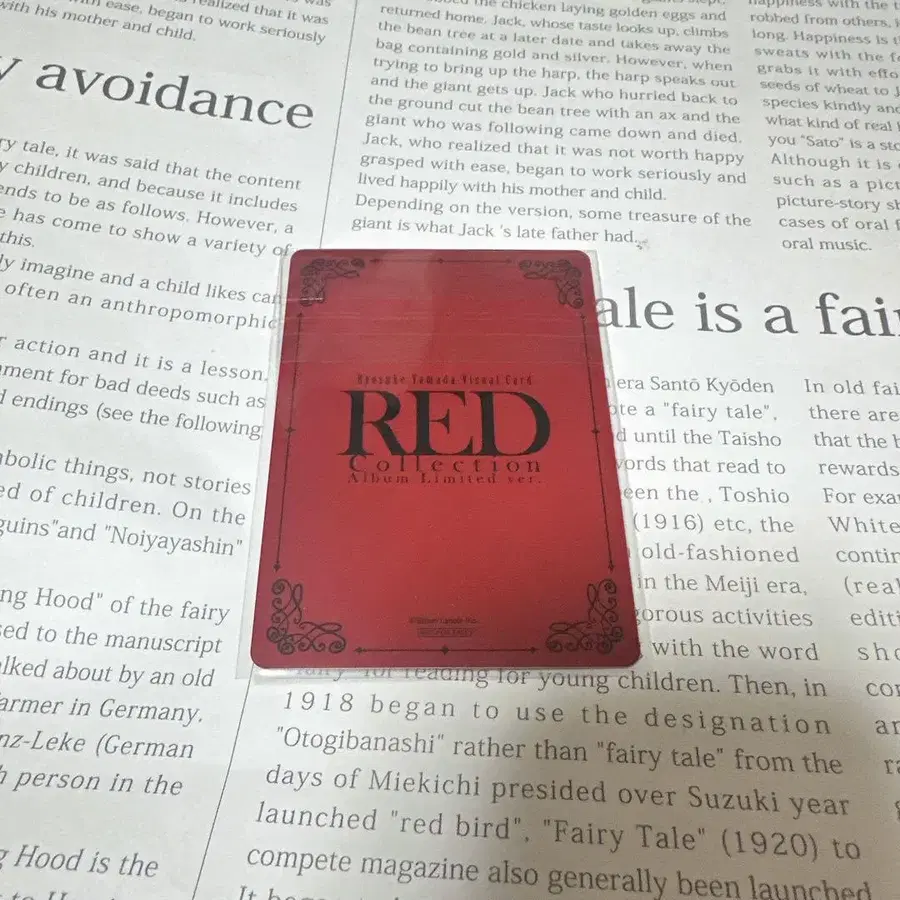 ealized that it was
with ease, began to work seriously
with his mother and child.
y avoidance
ry tale, it was said that the content
y children, and because it includes
ends to be as follows. However, a
e has come to show a variety of
this.
ly imagine and a child likes can
often an anthropomorphic
r action and it is a lesson.
ment for bad deeds such as
d endings (see the following
nbolic things, not stories
ed of children. On the
guins"and "Noiyayashin"
ng Hood" of the fairy
sed to the manuscript
lked about by an old
farmer in Germany.
nz-Leke (German
h person in the
g Hood is the
the chicken laying golden eggs and
returned home. Jack, whose taste looks up, climbs
the bean tree at a later date and takes away the
bag containing gold and silver. However, when
trying to bring up the harp, the harp speaks out
and the giant gets up. Jack who hurried back to
the ground cut the bean tree with an ax and the
giant who was following came down and died.
Jack, who realized that it was not worth happy
grasped with ease, began to work seriously and
lived happily with his mother and child.
Depending on the version, some treasure of the
giant is what Jack 's late father had.
happiness with the
robbed from others,
long. Happiness is t
sweats with the f
grabs it with effo
seeds of wheat to J
species kindly and
what kind of real
you "Sato" is a sto
Although it is
such as a pict
picture-story sh
cases of oral f
oral music.
Ryosuke Yamada Visual Card
RED
Collection
Album Limited ver.
ale is a fai
era Santō Kyōden
ote a "fairy tale",
d until the Taisho
words that read to
een the , Toshio
(1916) etc, the
old-fashioned
in the Meiji era,
gorous activities
with the word
fairy for reading for young children. Then, in
1918 began to use the designation
"Otogibanashi" rather than "fairy tale" from the
days of Miekichi presided over Suzuki year
launched "red bird", "Fairy Tale" (1920) to
compete magazine also generally been launched
In old fai
there are
that the b
rewards
For exa
White
contin
(real
editi
sho
cor
an